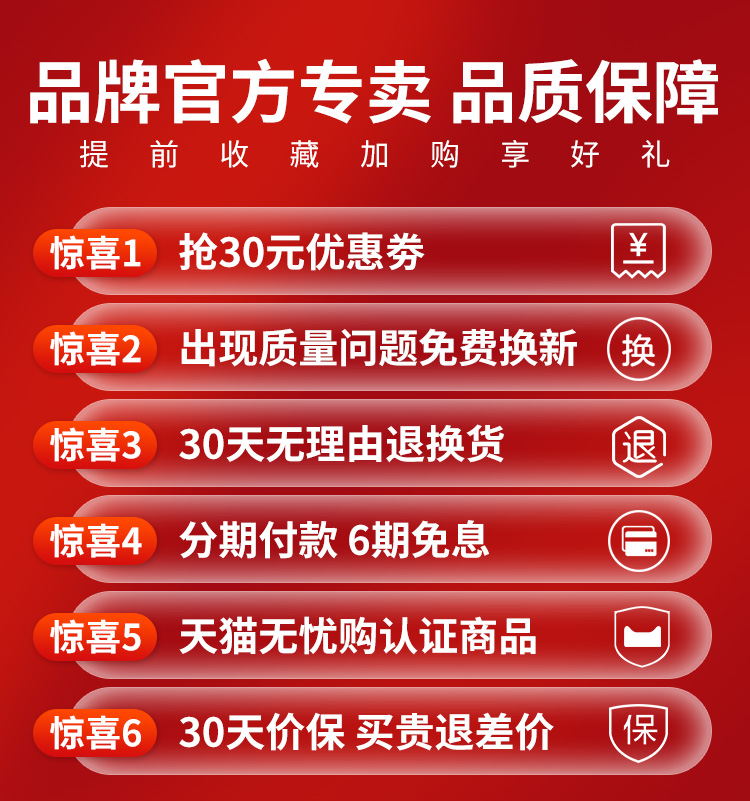 品牌官方专卖 品质保障
提前收藏加购享好礼
惊喜1 抢30元优惠劵 ¥
惊喜2 出现质量问题免费换新 换
惊喜3 30天无理由退换货 退
惊喜4 分期付款 6期免息
惊喜5 天猫无忧购认证商品
惊喜6 30天价保 买贵退差价 保